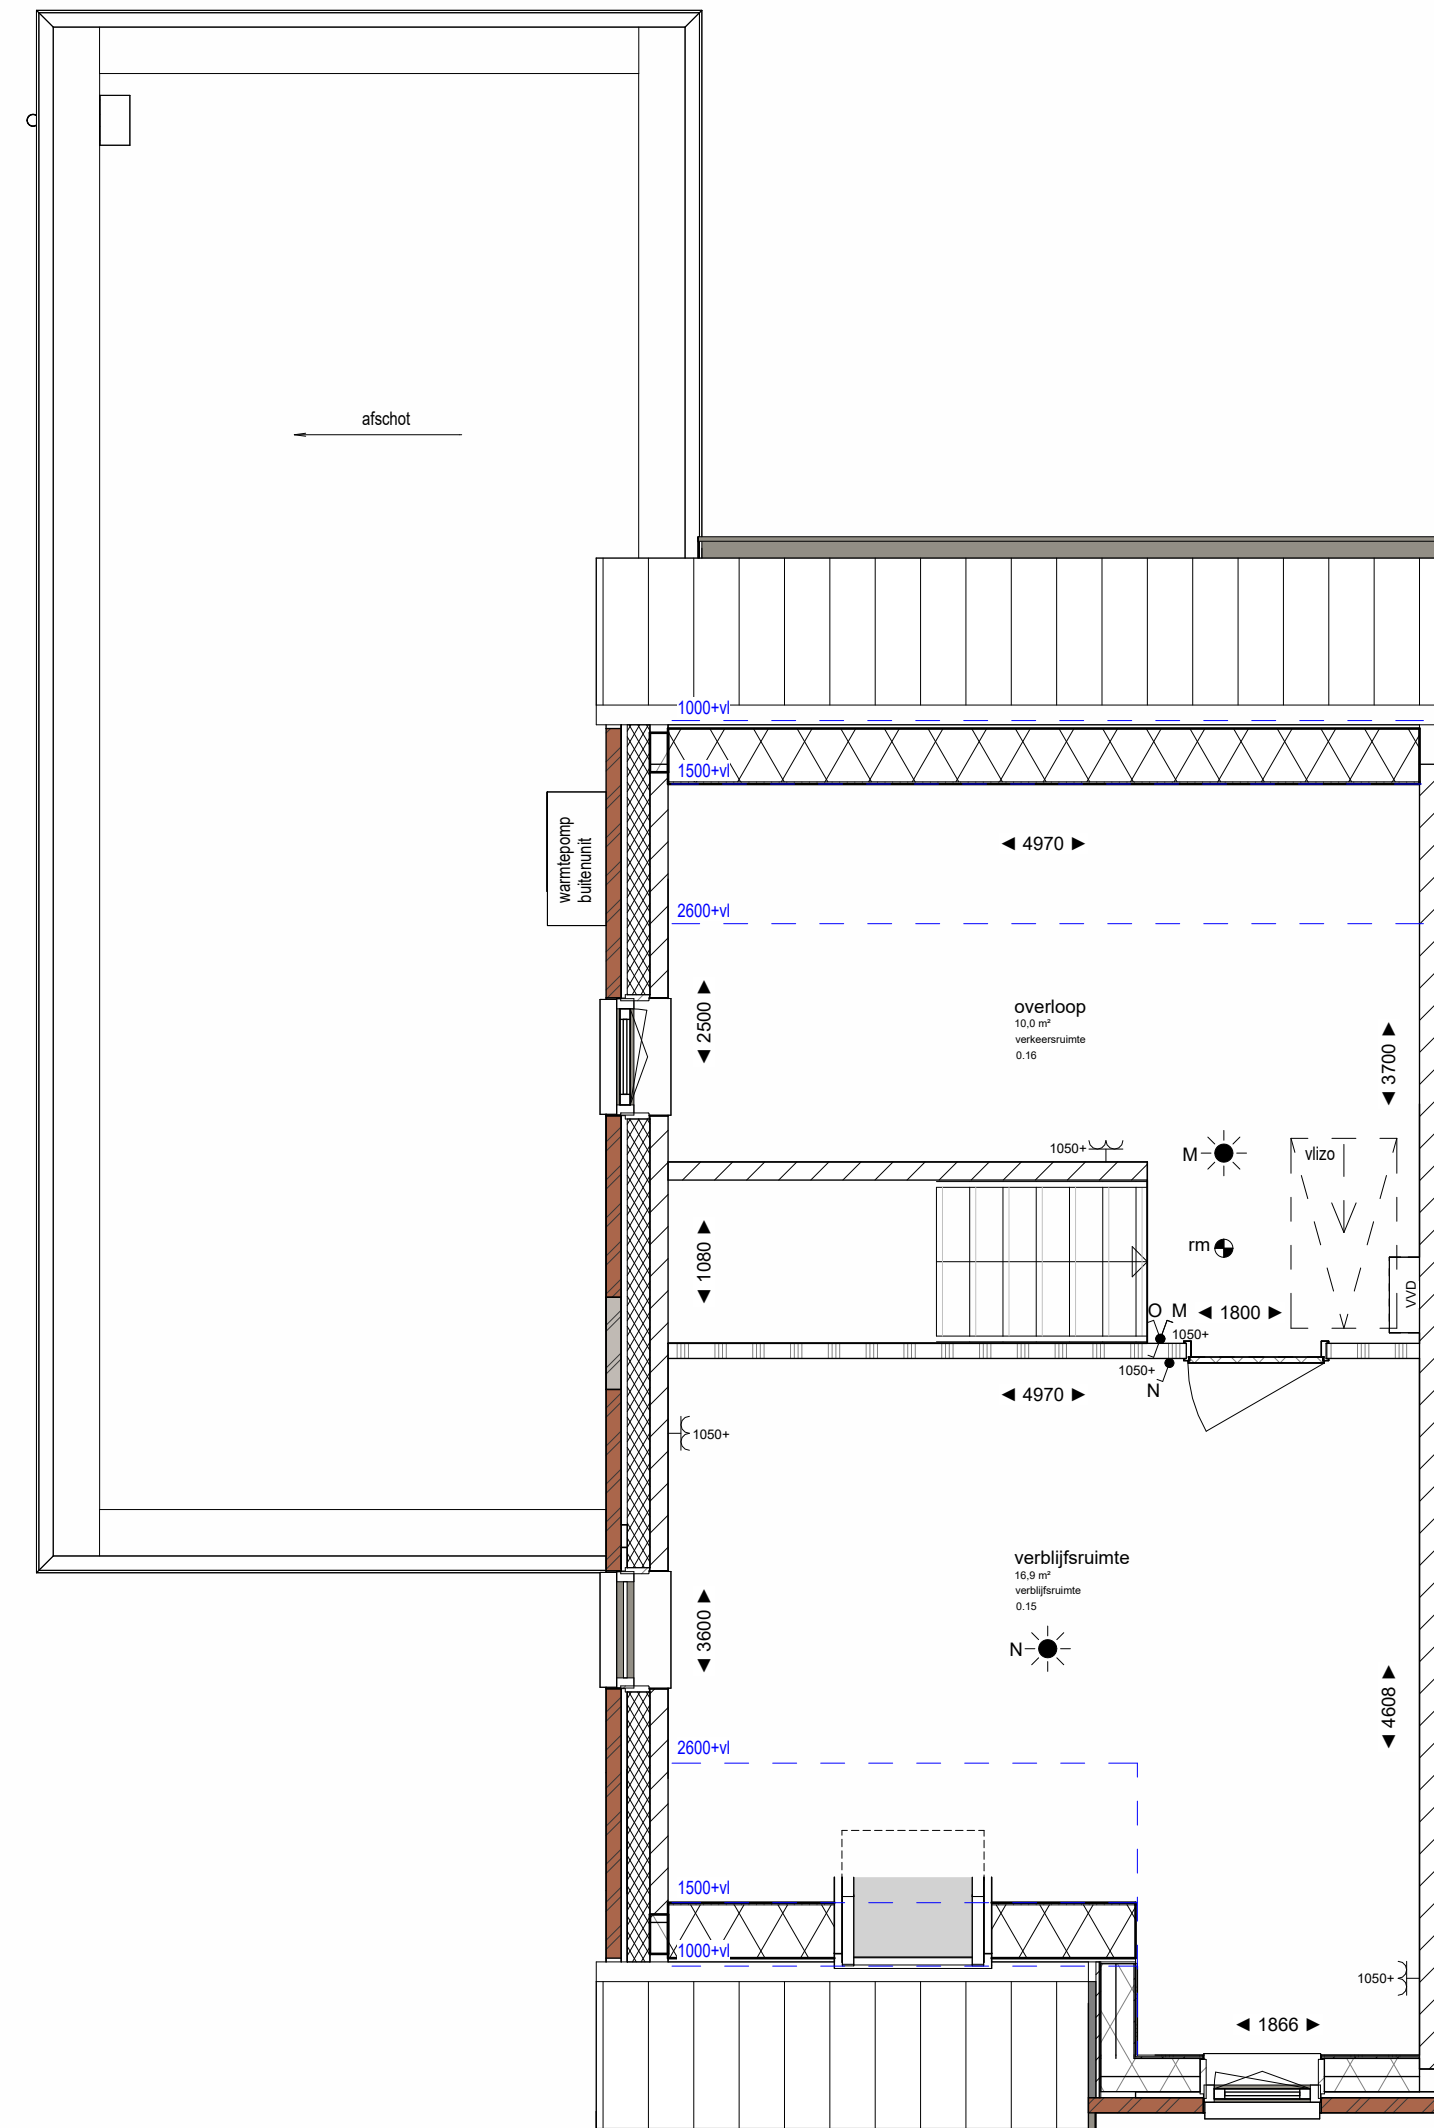 afschot
1000+vl
1500+vl
warmtepomp
buitenunit
4970
2600+vl
2500
overloop
10,0 m²
verkeersruimte
0.16
3700
1050+
M
vlizo
1080
rm
VVD
O M
1800
1050+
1050+
N
4970
1050+
verblijfsruimte
16,9 m²
verblijfsruimte
0.15
3600
N
4608
2600+vl
1500+vl
1000+vl
1050+
1866